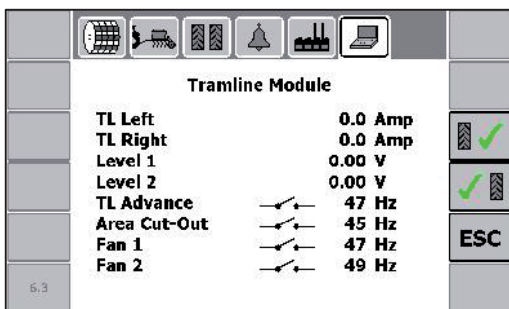 Tramline Module
TL Left 0.0 Amp
TL Right 0.0 Amp
Level 1 0.00 V
Level 2 0.00 V
TL Advance 47 Hz
Area Cut-Out 45 Hz
Fan 1 47 Hz
Fan 2 49 Hz
ESC
6.3